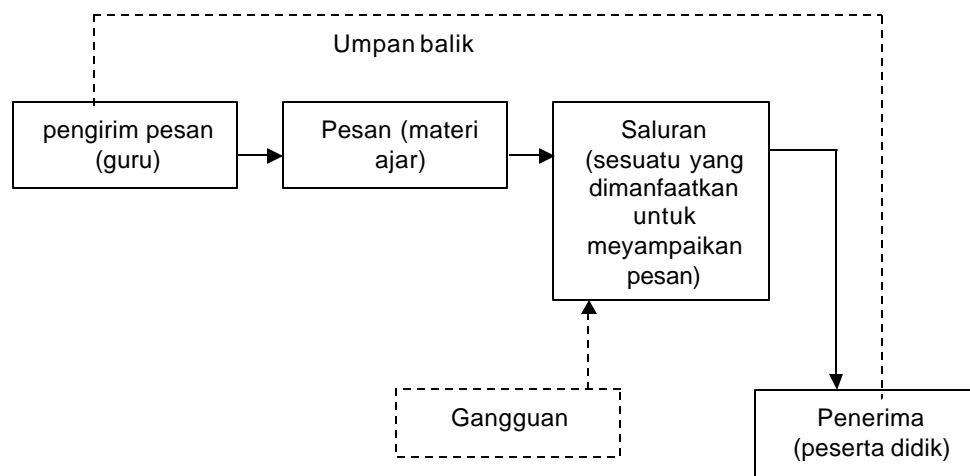 Umpan balik
pengirim pesan
(guru)
Pesan (materi
ajar)
Saluran
(sesuatu yang
dimanfaatkan
untuk
meyampaikan
pesan)
Gangguan
Penerima
(peserta didik)